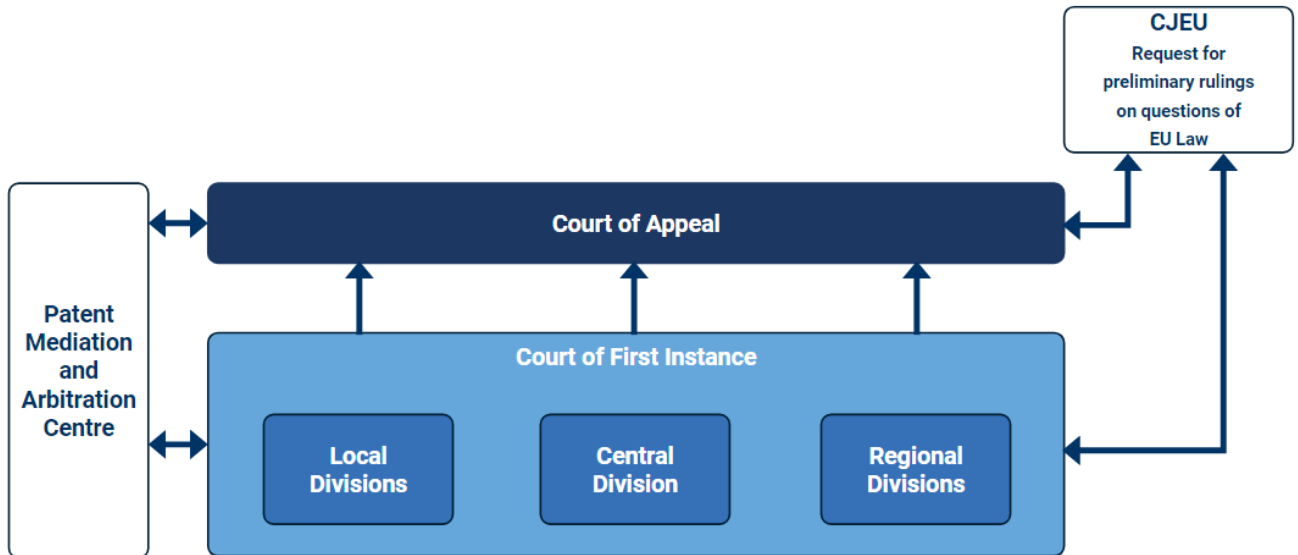 CJEU
Request for
preliminary rulings
on questions of
EU Law
Court of Appeal
Patent
Mediation
and
Arbitration
Centre
Court of First Instance
Local
Divisions
Central
Division
Regional
Divisions